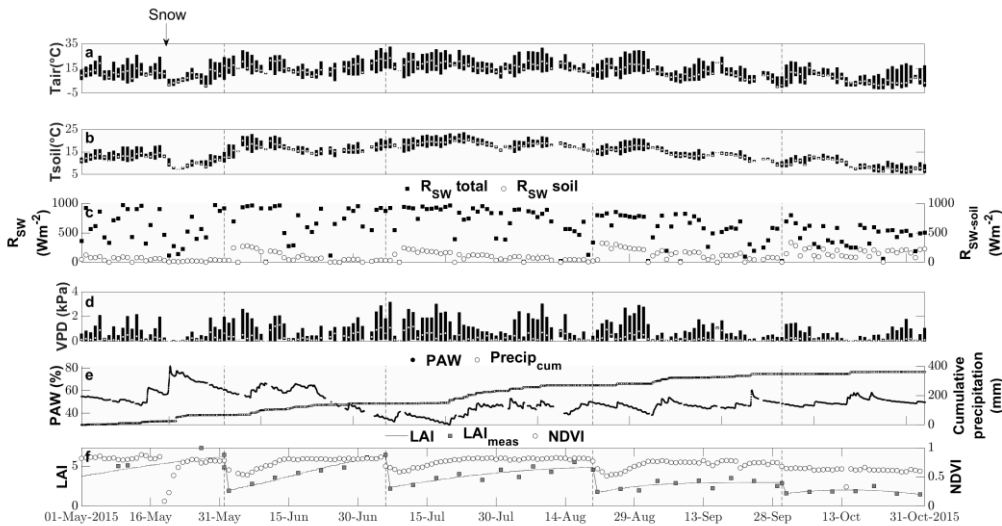 Snow
a
Tair(°C)
35
15
-5
b
Tsoil(°C)
25
15
5
R_SW total
R_SW soil
c
R_SW (Wm⁻²)
1000
500
0
1000
500
0
R_SW-soil (Wm⁻²)
d
VPD (kPa)
4
2
0
PAW
Precip_cum
e
PAW (%)
80
60
40
400
200
0
Cumulative precipitation (mm)
LAI
LAI_meas
NDVI
f
LAI
5
0
1
0.5
0
NDVI
01-May-2015
16-May
31-May
15-Jun
30-Jun
15-Jul
30-Jul
14-Aug
29-Aug
13-Sep
28-Sep
13-Oct
31-Oct-2015